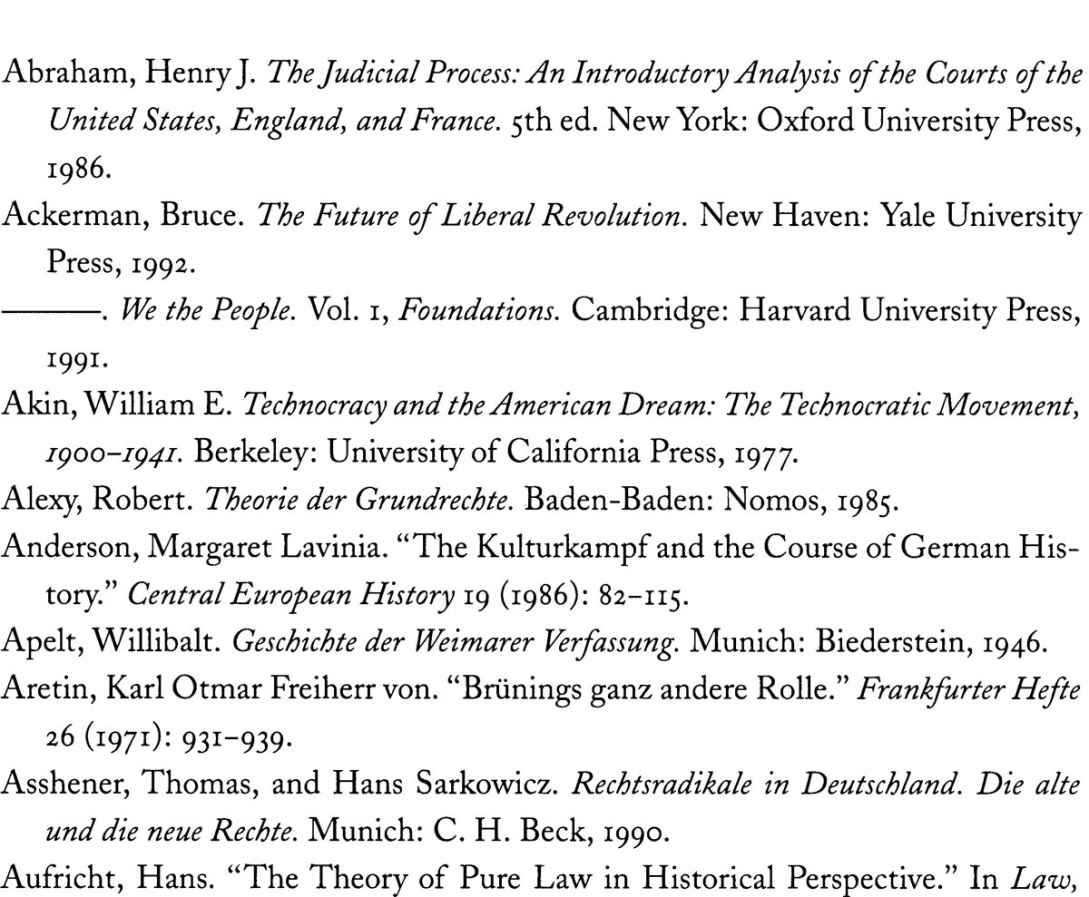 Abraham, Henry J. The Judicial Process: An Introductory Analysis of the Courts of the
United States, England, and France. 5th ed. New York: Oxford University Press,
1986.
Ackerman, Bruce. The Future of Liberal Revolution. New Haven: Yale University
Press, 1992.
———. We the People. Vol. 1, Foundations. Cambridge: Harvard University Press,
1991.
Akin, William E. Technocracy and the American Dream: The Technocratic Movement,
1900–1941. Berkeley: University of California Press, 1977.
Alexy, Robert. Theorie der Grundrechte. Baden-Baden: Nomos, 1985.
Anderson, Margaret Lavinia. “The Kulturkampf and the Course of German His-
tory.” Central European History 19 (1986): 82–115.
Apelt, Willibalt. Geschichte der Weimarer Verfassung. Munich: Biederstein, 1946.
Aretin, Karl Otmar Freiherr von. “Brünings ganz andere Rolle.” Frankfurter Hefte
26 (1971): 931–939.
Asshener, Thomas, and Hans Sarkowicz. Rechtsradikale in Deutschland. Die alte
und die neue Rechte. Munich: C. H. Beck, 1990.
Aufricht, Hans. “The Theory of Pure Law in Historical Perspective.” In Law,